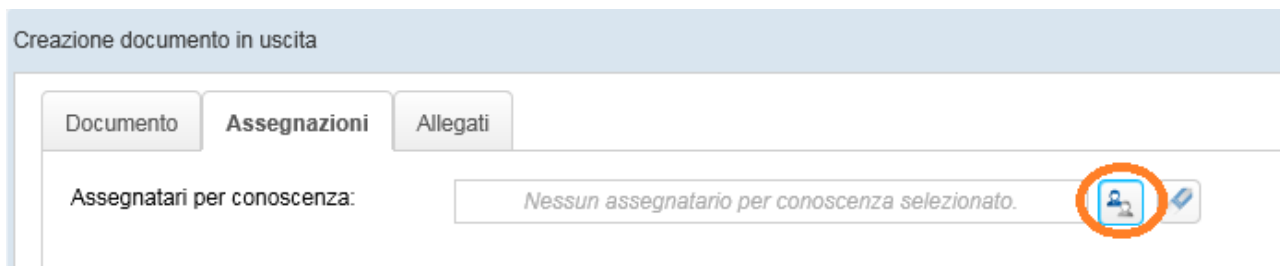 Creazione documento in uscita
Documento
Assegnazioni
Allegati
Assegnatari per conoscenza:
Nessun assegnatario per conoscenza selezionato.